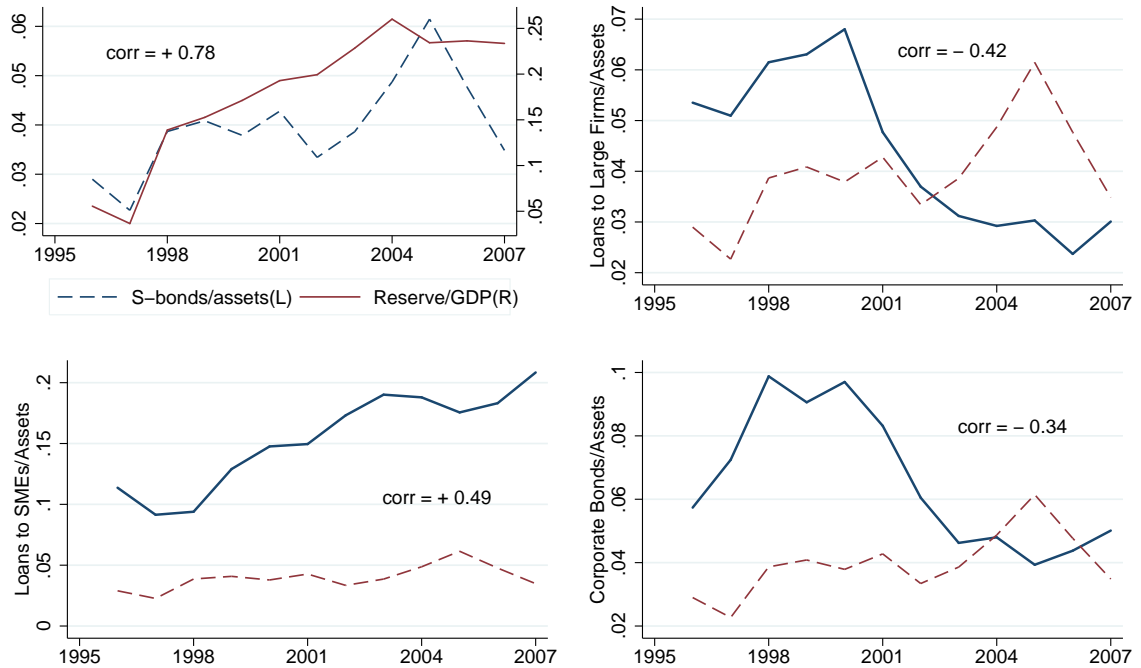 .06
.05
.04
.03
.02
corr = + 0.78
.25
.2
.15
.1
.05
1995 1998 2001 2004 2007
S−bonds/assets(L) Reserve/GDP(R)
Loans to Large Firms/Assets
.07
.06
.05
.04
.03
.02
corr = − 0.42
1995 1998 2001 2004 2007
Loans to SMEs/Assets
.2
.15
.1
.05
0
corr = + 0.49
1995 1998 2001 2004 2007
Corporate Bonds/Assets
.1
.08
.06
.04
.02
corr = − 0.34
1995 1998 2001 2004 2007